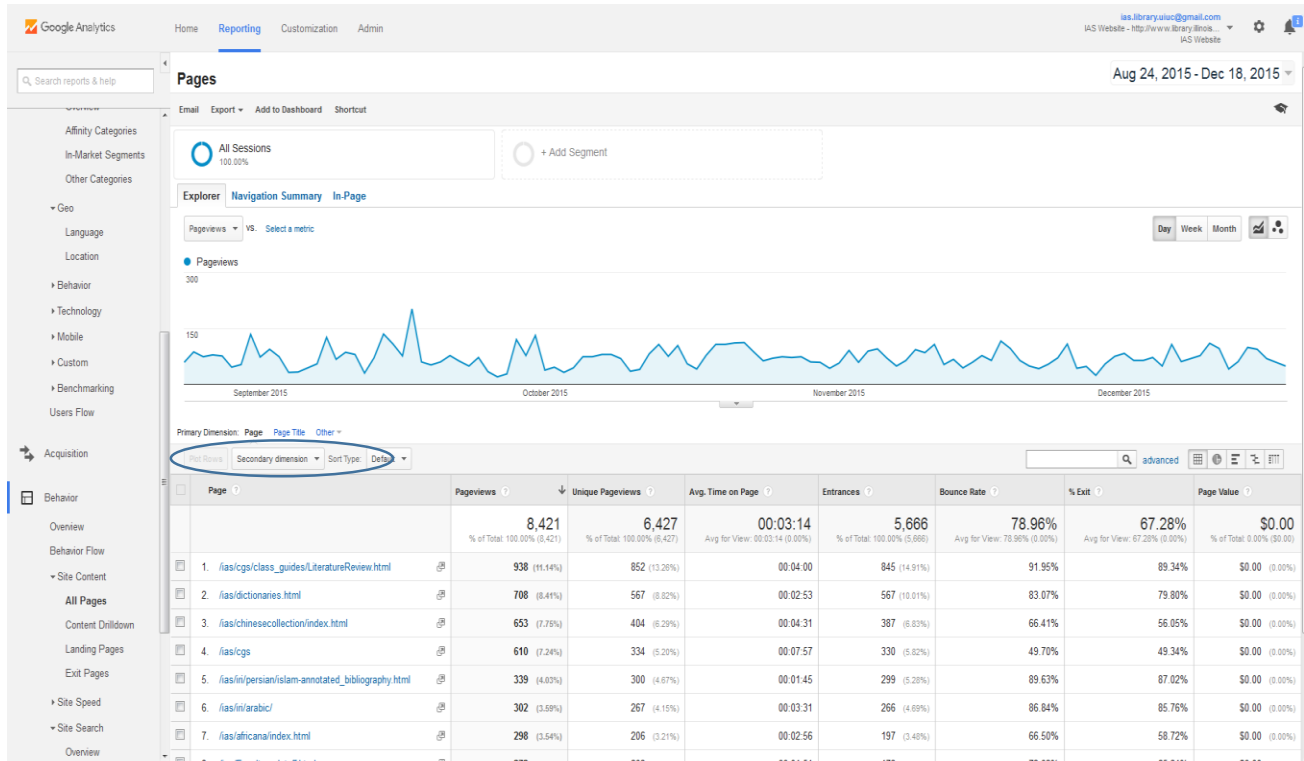 Google Analytics
Home Reporting Customization Admin
ias.library.uiuc@gmail.com
IAS Website - http://www.library.illinois...
IAS Website
Search reports & help
Pages
Aug 24, 2015 - Dec 18, 2015
Email Export Add to Dashboard Shortcut
Overview
Affinity Categories
In-Market Segments
Other Categories
Geo
Language
Location
Behavior
Technology
Mobile
Custom
Benchmarking
Users Flow
Acquisition
Behavior
Overview
Behavior Flow
Site Content
All Pages
Content Drilldown
Landing Pages
Exit Pages
Site Speed
Site Search
Overview
All Sessions
100.00%
+ Add Segment
Explorer Navigation Summary In-Page
Pageviews VS. Select a metric
Day Week Month
Pageviews
300
150
September 2015 October 2015 November 2015 December 2015
Primary Dimension: Page Page Title Other
Plot Rows Secondary dimension Sort Type: Default
advanced
Page Pageviews Unique Pageviews Avg. Time on Page Entrances Bounce Rate % Exit Page Value
8,421 6,427 00:03:14 5,666 78.96% 67.28% $0.00
% of Total: 100.00% (8,421) % of Total: 100.00% (6,427) Avg for View: 00:03:14 (0.00%) % of Total: 100.00% (5,666) Avg for View: 78.96% (0.00%) Avg for View: 67.28% (0.00%) % of Total: 0.00% ($0.00)
1. /ias/cgs/class_guides/LiteratureReview.html 938 (11.14%) 852 (13.26%) 00:04:00 845 (14.91%) 91.95% 89.34% $0.00 (0.00%)
2. /ias/dictionaries.html 708 (8.41%) 567 (8.82%) 00:02:53 567 (10.01%) 83.07% 79.80% $0.00 (0.00%)
3. /ias/chinesecollection/index.html 653 (7.75%) 404 (6.29%) 00:04:31 387 (6.83%) 66.41% 56.05% $0.00 (0.00%)
4. /ias/cgs 610 (7.24%) 334 (5.20%) 00:07:57 330 (5.82%) 49.70% 49.34% $0.00 (0.00%)
5. /ias/iri/persian/islam-annotated_bibliography.html 339 (4.03%) 300 (4.67%) 00:01:45 299 (5.28%) 89.63% 87.02% $0.00 (0.00%)
6. /ias/iri/arabic/ 302 (3.59%) 267 (4.15%) 00:03:31 266 (4.69%) 86.84% 85.76% $0.00 (0.00%)
7. /ias/africana/index.html 298 (3.54%) 206 (3.21%) 00:02:56 197 (3.48%) 66.50% 58.72% $0.00 (0.00%)